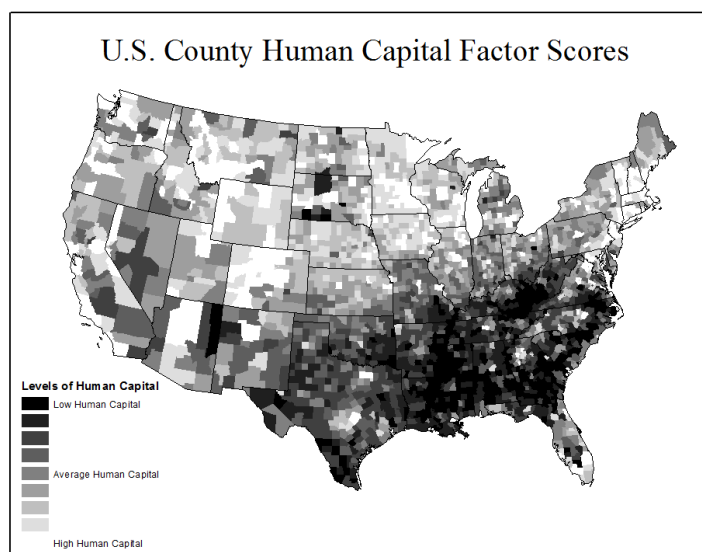 U.S. County Human Capital Factor Scores
Levels of Human Capital
Low Human Capital
Average Human Capital
High Human Capital